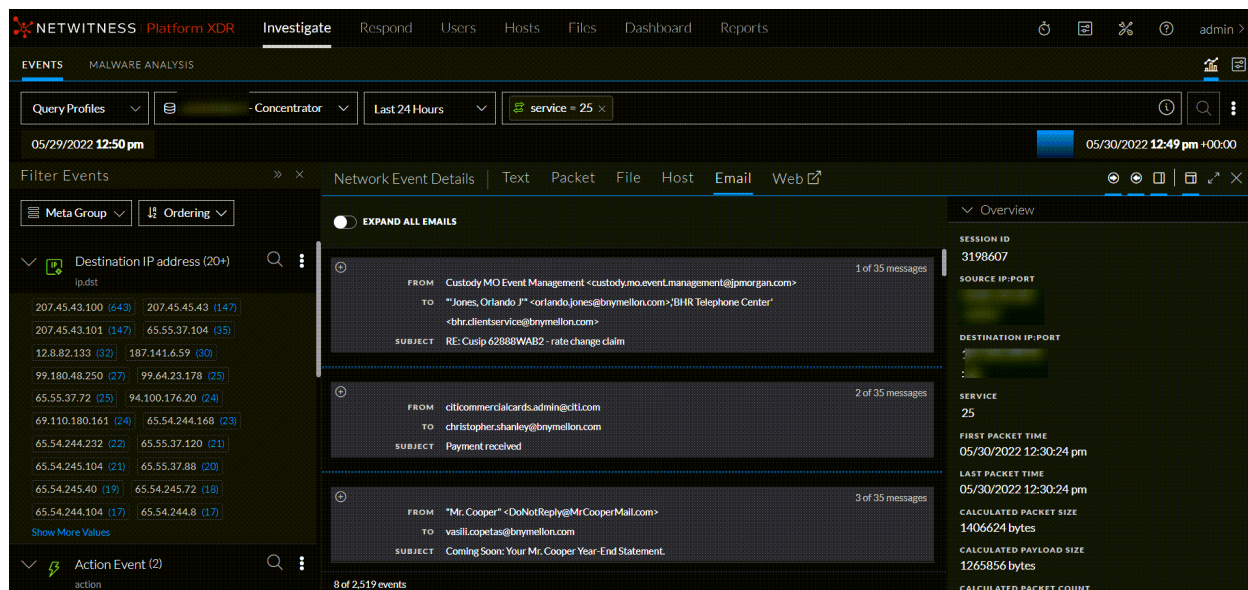 NETWITNESS Platform XDR Investigate Respond Users Hosts Files Dashboard Reports admin >
EVENTS MALWARE ANALYSIS
Query Profiles - Concentrator Last 24 Hours service = 25 ×
05/29/2022 12:50 pm 05/30/2022 12:49 pm +00:00
Filter Events » ×
Network Event Details Text Packet File Host Email Web
Meta Group Ordering
EXPAND ALL EMAILS
Destination IP address (20+)
ip.dst
207.45.43.100 (643) 207.45.45.43 (147)
207.45.43.101 (147) 65.55.37.104 (35)
12.8.82.133 (32) 187.141.6.59 (30)
99.180.48.250 (27) 99.64.23.178 (25)
65.55.37.72 (25) 94.100.176.20 (24)
69.110.180.161 (24) 65.54.244.168 (23)
65.54.244.232 (22) 65.55.37.120 (21)
65.54.245.104 (21) 65.55.37.88 (20)
65.54.245.40 (19) 65.54.245.72 (18)
65.54.244.104 (17) 65.54.244.8 (17)
Show More Values
Action Event (2)
action
1 of 35 messages
FROM Custody MO Event Management <custody.mo.event.management@jpmorgan.com>
TO "'Jones, Orlando J'" <orlando.jones@bnymellon.com>,'BHR Telephone Center'
<bhr.clientservice@bnymellon.com>
SUBJECT RE: Cusip 62888WAB2 - rate change claim
2 of 35 messages
FROM citicommercialcards.admin@citi.com
TO christopher.shanley@bnymellon.com
SUBJECT Payment received
3 of 35 messages
FROM "Mr. Cooper" <DoNotReply@MrCooperMail.com>
TO vasili.copetas@bnymellon.com
SUBJECT Coming Soon: Your Mr. Cooper Year-End Statement.
8 of 2,519 events
Overview
SESSION ID
3198607
SOURCE IP:PORT
DESTINATION IP:PORT
SERVICE
25
FIRST PACKET TIME
05/30/2022 12:30:24 pm
LAST PACKET TIME
05/30/2022 12:30:24 pm
CALCULATED PACKET SIZE
1406624 bytes
CALCULATED PAYLOAD SIZE
1265856 bytes
CALCULATED PACKET COUNT